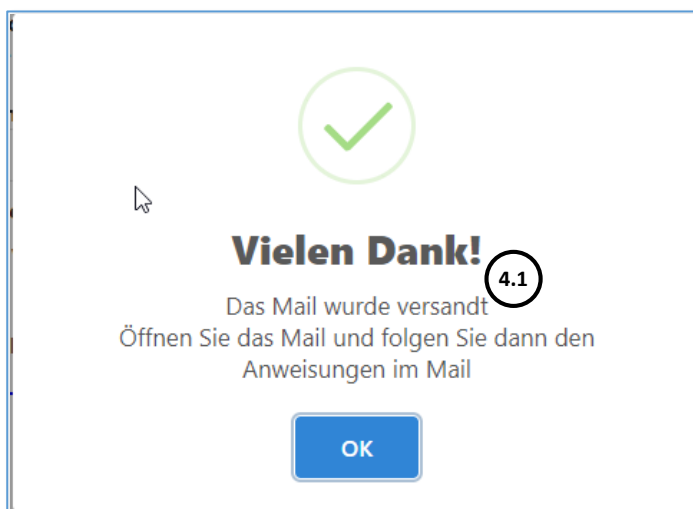 Vielen Dank!
4.1
Das Mail wurde versandt
Öffnen Sie das Mail und folgen Sie dann den
Anweisungen im Mail
OK